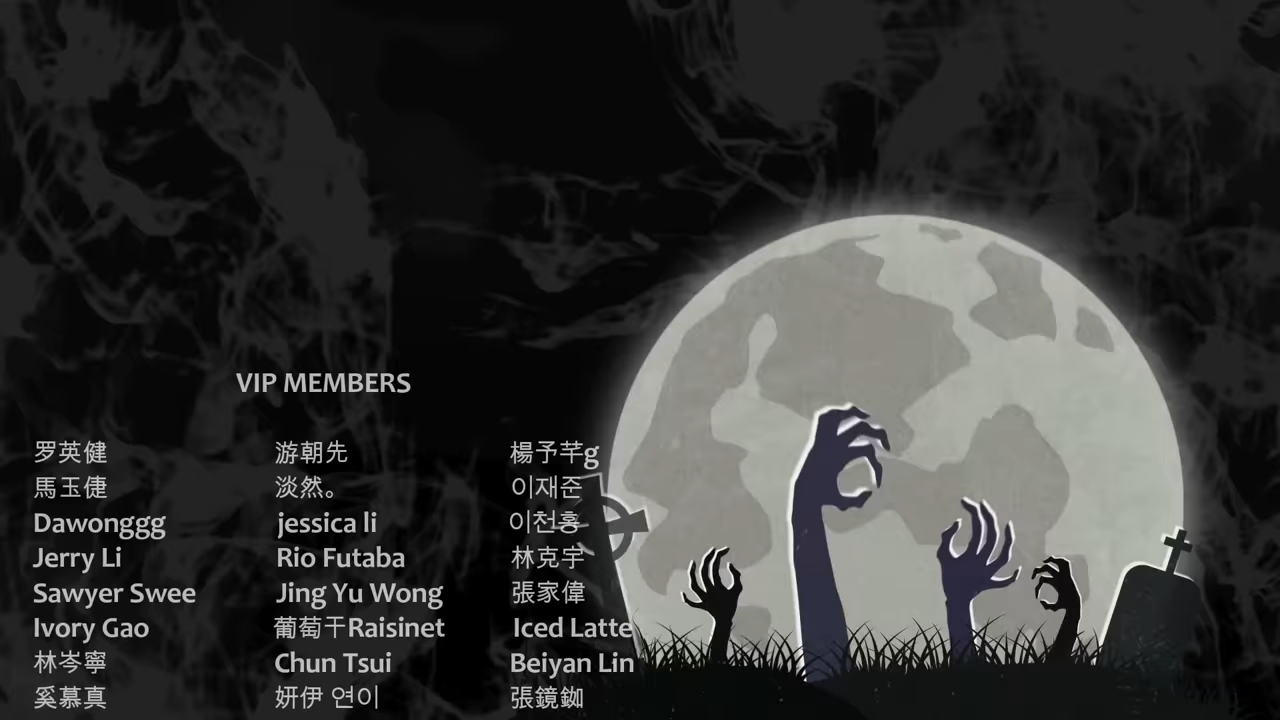 VIP MEMBERS
罗英健 游朝先 楊予芊g
馬玉倢 淡然。 이재준
Dawonggg jessica li 이천홍
Jerry Li Rio Futaba 林克宇
Sawyer Swee Jing Yu Wong 張家偉
Ivory Gao 葡萄干Raisinet Iced Latte
林岑寧 Chun Tsui Beiyan Lin
奚慕真 妍伊 연이 張鏡銣